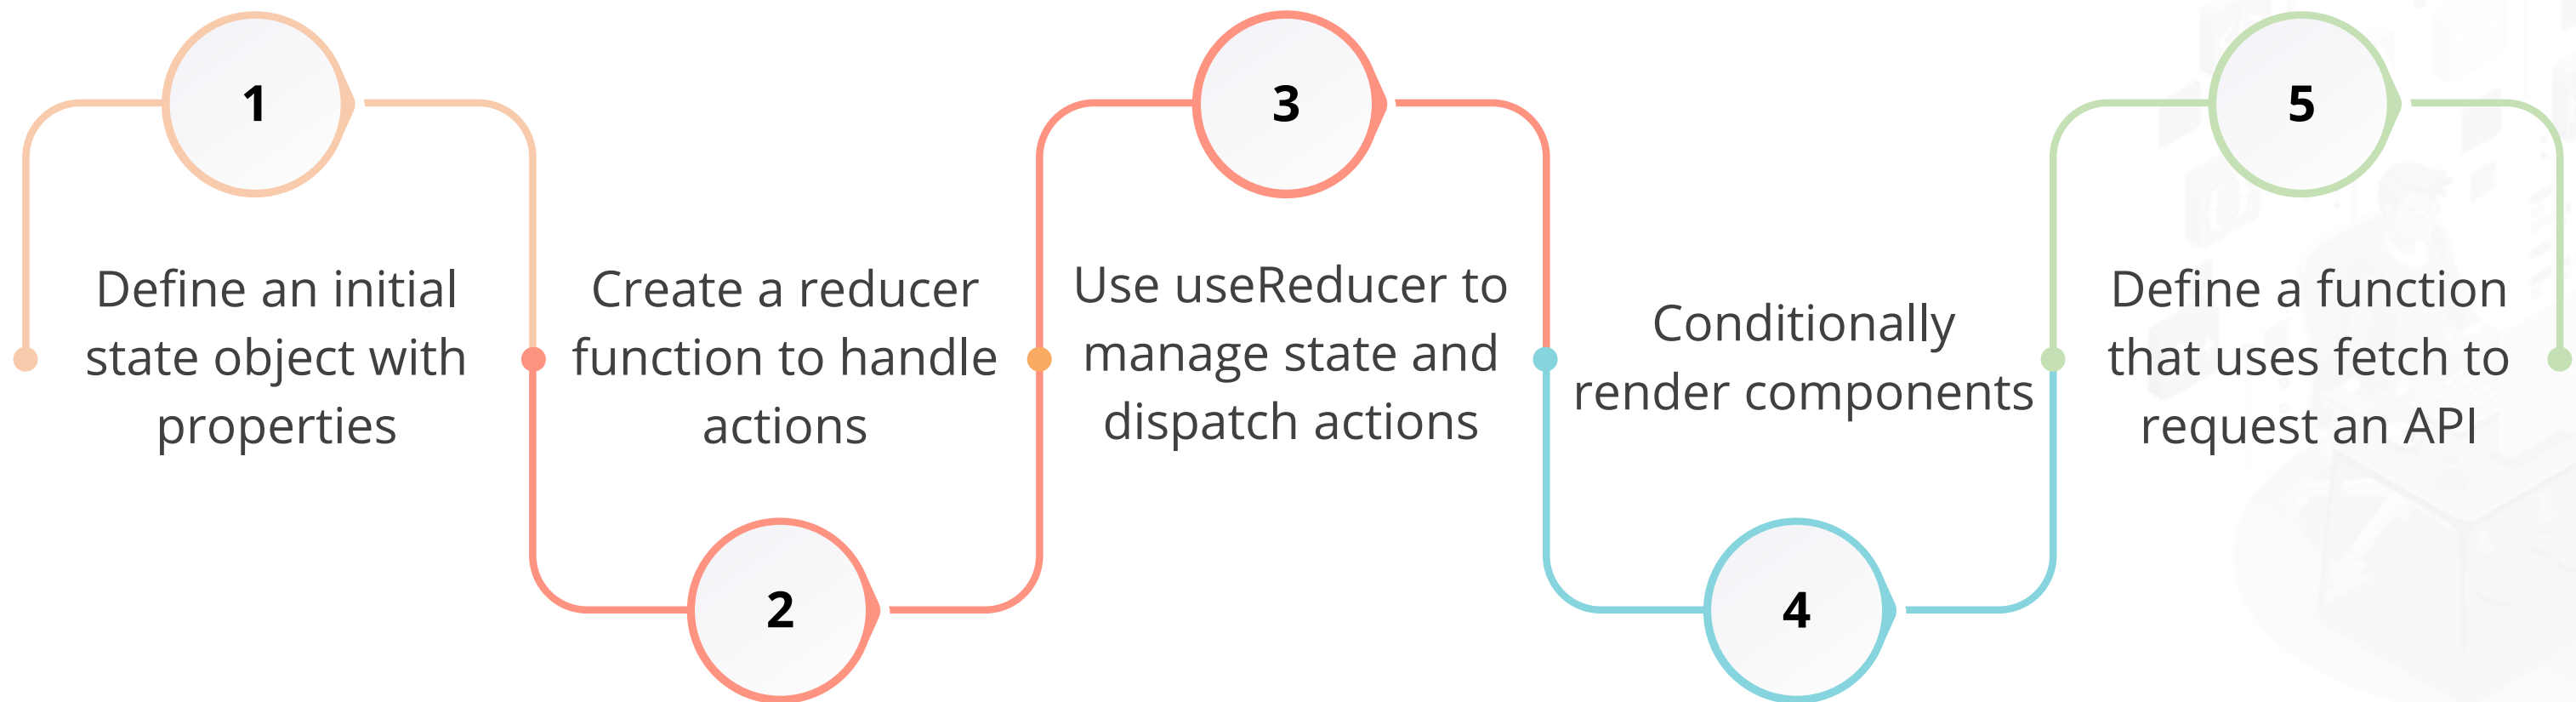 1
Define an initial
state object with
properties
2
Create a reducer
function to handle
actions
3
Use useReducer to
manage state and
dispatch actions
4
Conditionally
render components
5
Define a function
that uses fetch to
request an API